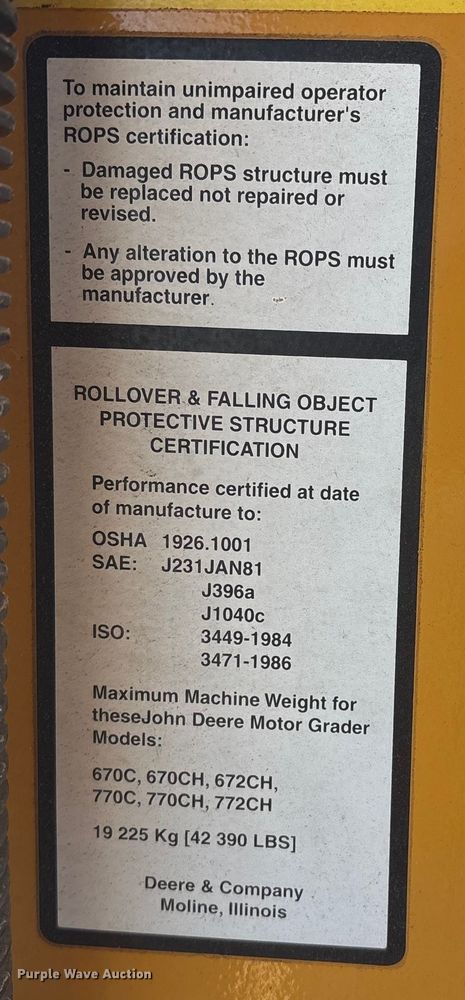 To maintain unimpaired operator
protection and manufacturer's
ROPS certification:
- Damaged ROPS structure must
be replaced not repaired or
revised.
- Any alteration to the ROPS must
be approved by the
manufacturer.
ROLLOVER & FALLING OBJECT
PROTECTIVE STRUCTURE
CERTIFICATION
Performance certified at date
of manufacture to:
OSHA 1926.1001
SAE: J231JAN81
J396a
J1040c
ISO: 3449-1984
3471-1986
Maximum Machine Weight for
theseJohn Deere Motor Grader
Models:
670C, 670CH, 672CH,
770C, 770CH, 772CH
19 225 Kg [42 390 LBS]
Deere & Company
Moline, Illinois
Purple Wave Auction